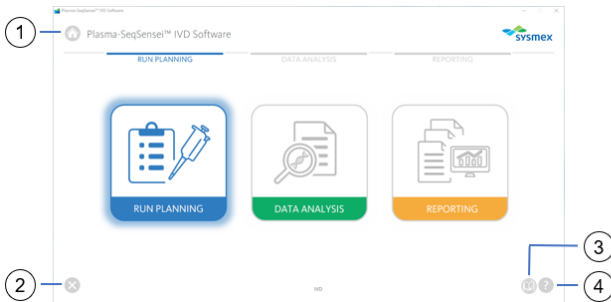 Plasma-SeqSensei™ IVD Software
1
Plasma-SeqSensei™ IVD Software
sysmex
RUN PLANNING
DATA ANALYSIS
REPORTING
RUN PLANNING
DATA ANALYSIS
REPORTING
3
2
IVD
?
4